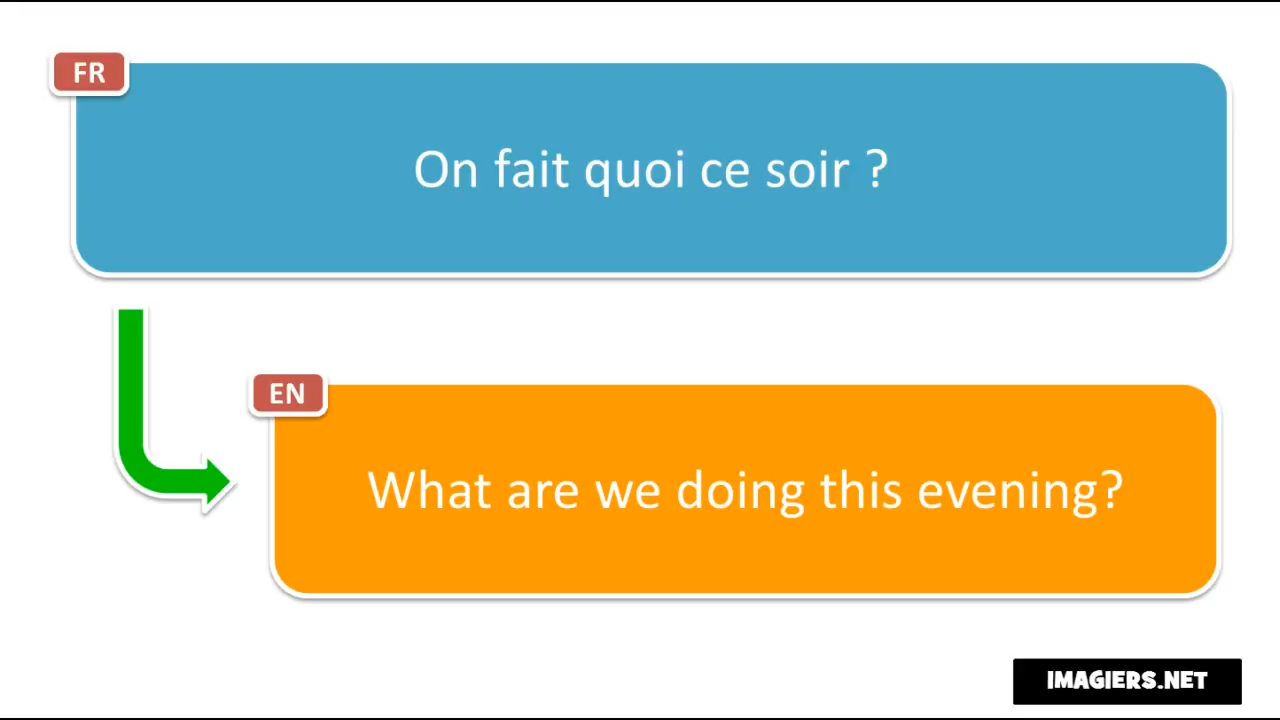 FR
On fait quoi ce soir ?
EN
What are we doing this evening?
IMAGIERS.NET